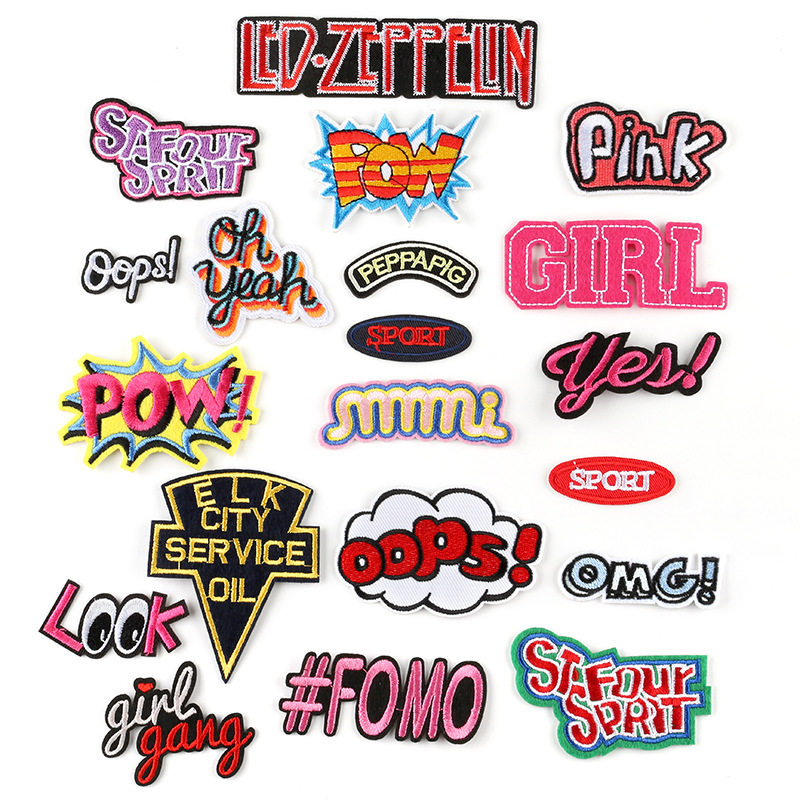 LED·ZEPPELIN
STAFOUR
SPRIT
POW
Pink
Oops!
Oh
yeah
PEPPAPIG
GIRL
SPORT
POW!
mmmi
Yes!
SPORT
ELK
CITY
SERVICE
OIL
OOPS!
OMG!
LOOK
girl
gang
#FOMO
STAFOUR
SPRIT